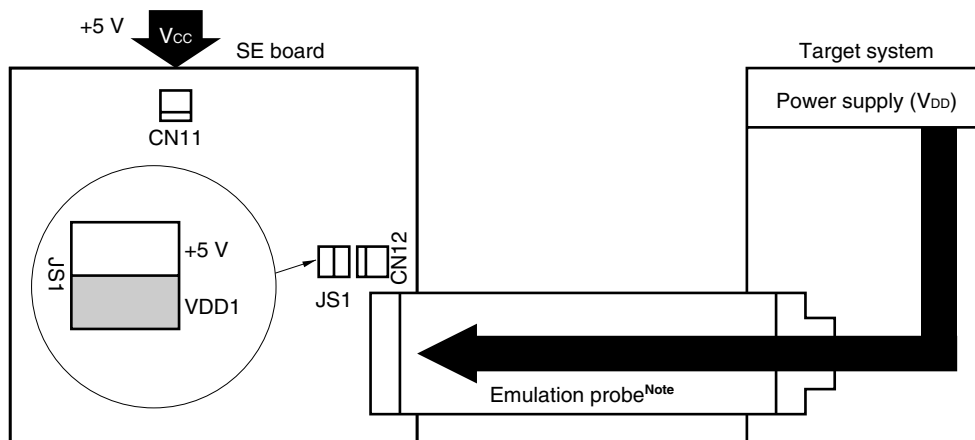 +5 V
VCC
SE board
Target system
Power supply (VDD)
CN11
JS1
+5 V
VDD1
JS1
CN12
Emulation probeNote